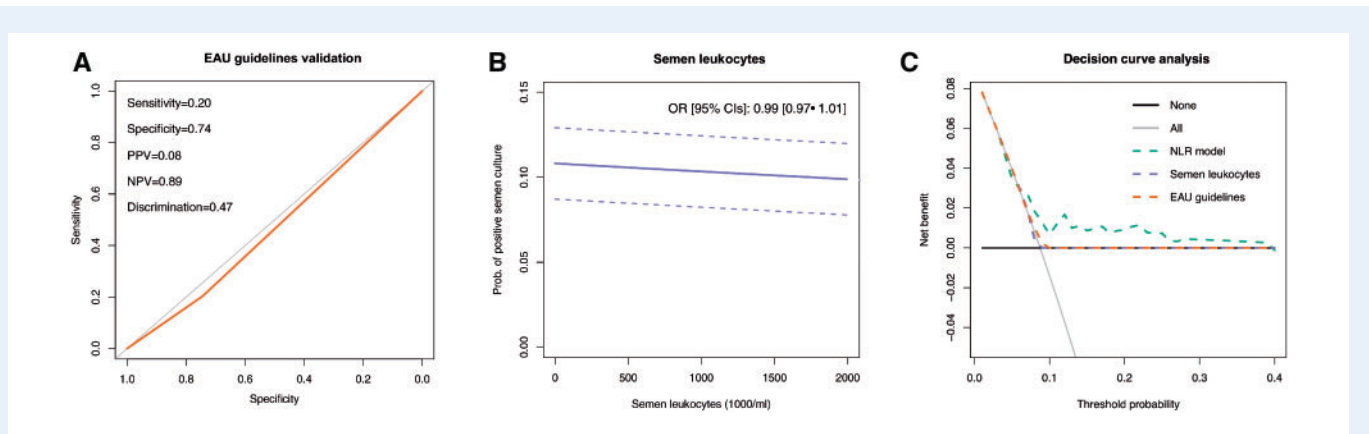 A
EAU guidelines validation
Sensitivity=0.20
Specificity=0.74
PPV=0.08
NPV=0.89
Discrimination=0.47
Sensitivity
0.0
0.2
0.4
0.6
0.8
1.0
1.0 0.8 0.6 0.4 0.2 0.0
Specificity
B
Semen leukocytes
OR [95% CIs]: 0.99 [0.97• 1.01]
Prob. of positive semen culture
0.00
0.05
0.10
0.15
0 500 1000 1500 2000
Semen leukocytes (1000/ml)
C
Decision curve analysis
None
All
NLR model
Semen leukocytes
EAU guidelines
Net benefit
−0.04
−0.02
0.00
0.02
0.04
0.06
0.08
0.0 0.1 0.2 0.3 0.4
Threshold probability